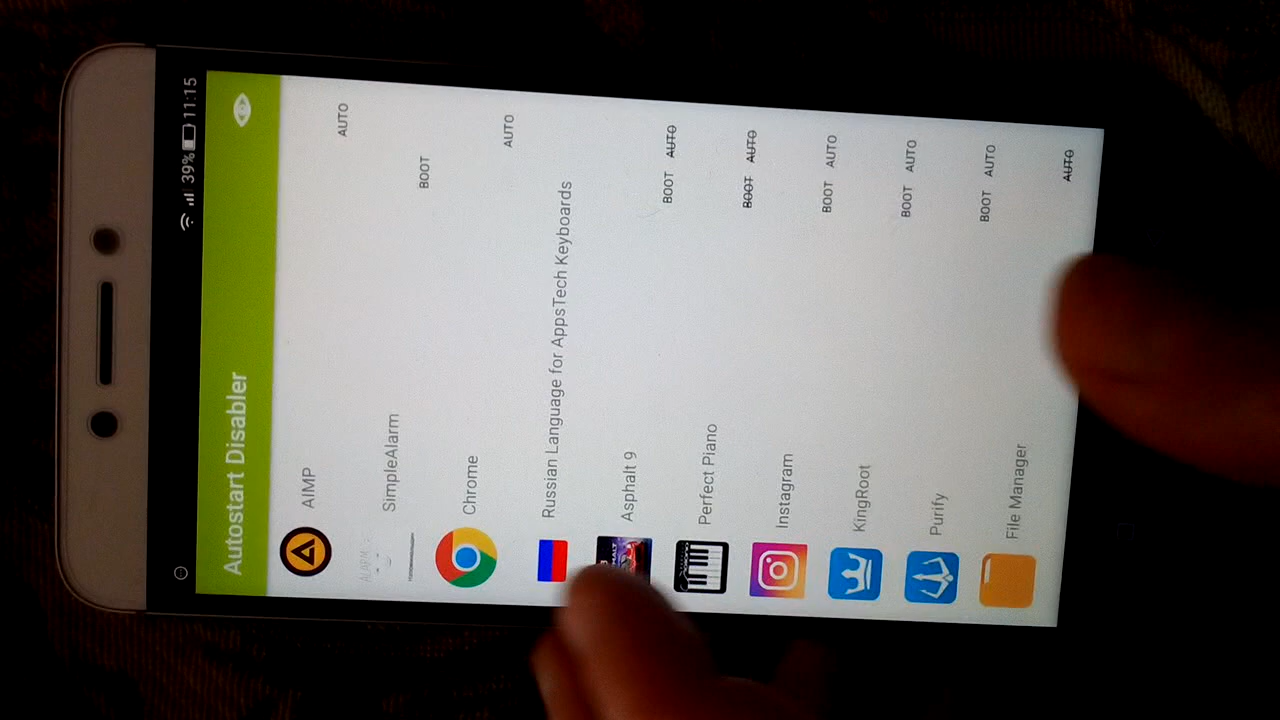 39% 11:15
Autostart Disabler
AIMP
AUTO
SimpleAlarm
BOOT
Chrome
AUTO
Russian Language for AppsTech Keyboards
Asphalt 9
BOOT AUTO
Perfect Piano
BOOT AUTO
Instagram
BOOT AUTO
KingRoot
BOOT AUTO
Purify
BOOT AUTO
File Manager
AUTO